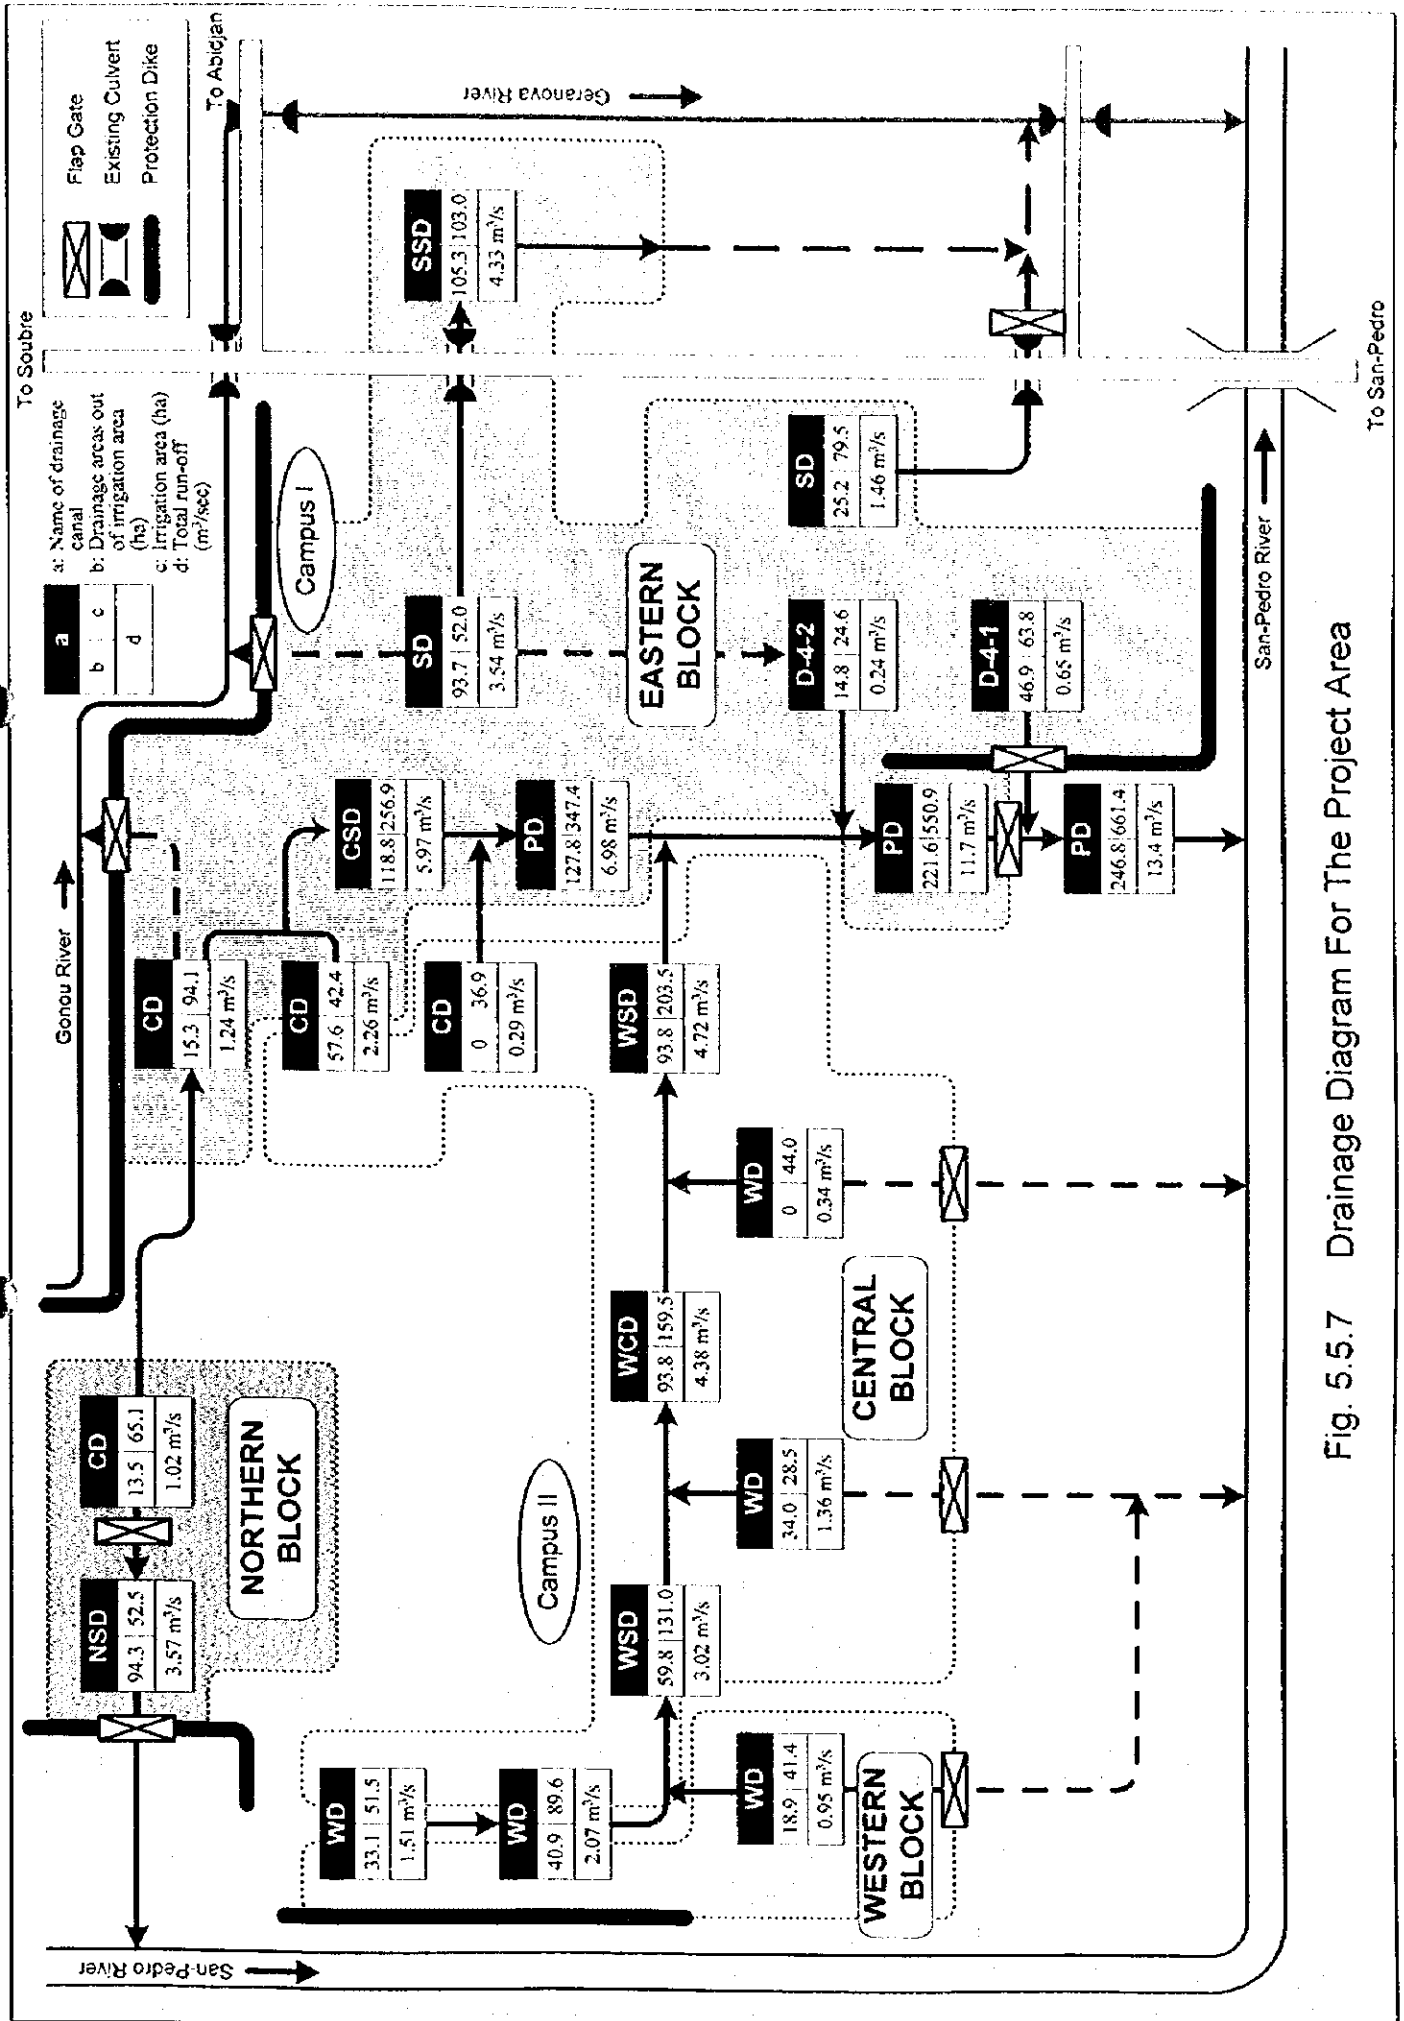 To Soubre
To Abidjan
Flap Gate
Existing Culvert
Protection Dike
a
b c
d
a: Name of drainage
canal
b: Drainage areas out
of irrigation area
(ha)
c: Irrigation area (ha)
d: Total run-off
(m³/sec)
Gonou River
Geranova River
Campus I
NORTHERN
BLOCK
NSD
94.3 52.5
3.57 m³/s
CD
13.5 65.1
1.02 m³/s
CD
15.3 94.1
1.24 m³/s
CD
57.6 42.4
2.26 m³/s
CD
0 36.9
0.29 m³/s
CSD
118.8 256.9
5.97 m³/s
PD
127.8 347.4
6.98 m³/s
SD
93.7 52.0
3.54 m³/s
SSD
105.3 103.0
4.33 m³/s
EASTERN
BLOCK
SD
25.2 79.5
1.46 m³/s
D-4-2
14.8 24.6
0.24 m³/s
D-4-1
46.9 63.8
0.65 m³/s
PD
221.6 550.9
11.7 m³/s
PD
246.8 661.4
13.4 m³/s
Campus II
WD
33.1 51.5
1.51 m³/s
WD
40.9 89.6
2.07 m³/s
WSD
59.8 131.0
3.02 m³/s
WCD
93.8 159.5
4.38 m³/s
WSD
93.8 203.5
4.72 m³/s
WD
18.9 41.4
0.95 m³/s
WD
34.0 28.5
1.36 m³/s
WD
0 44.0
0.34 m³/s
WESTERN
BLOCK
CENTRAL
BLOCK
San-Pedro River
San-Pedro River
To San-Pedro
Fig. 5.5.7 Drainage Diagram For The Project Area